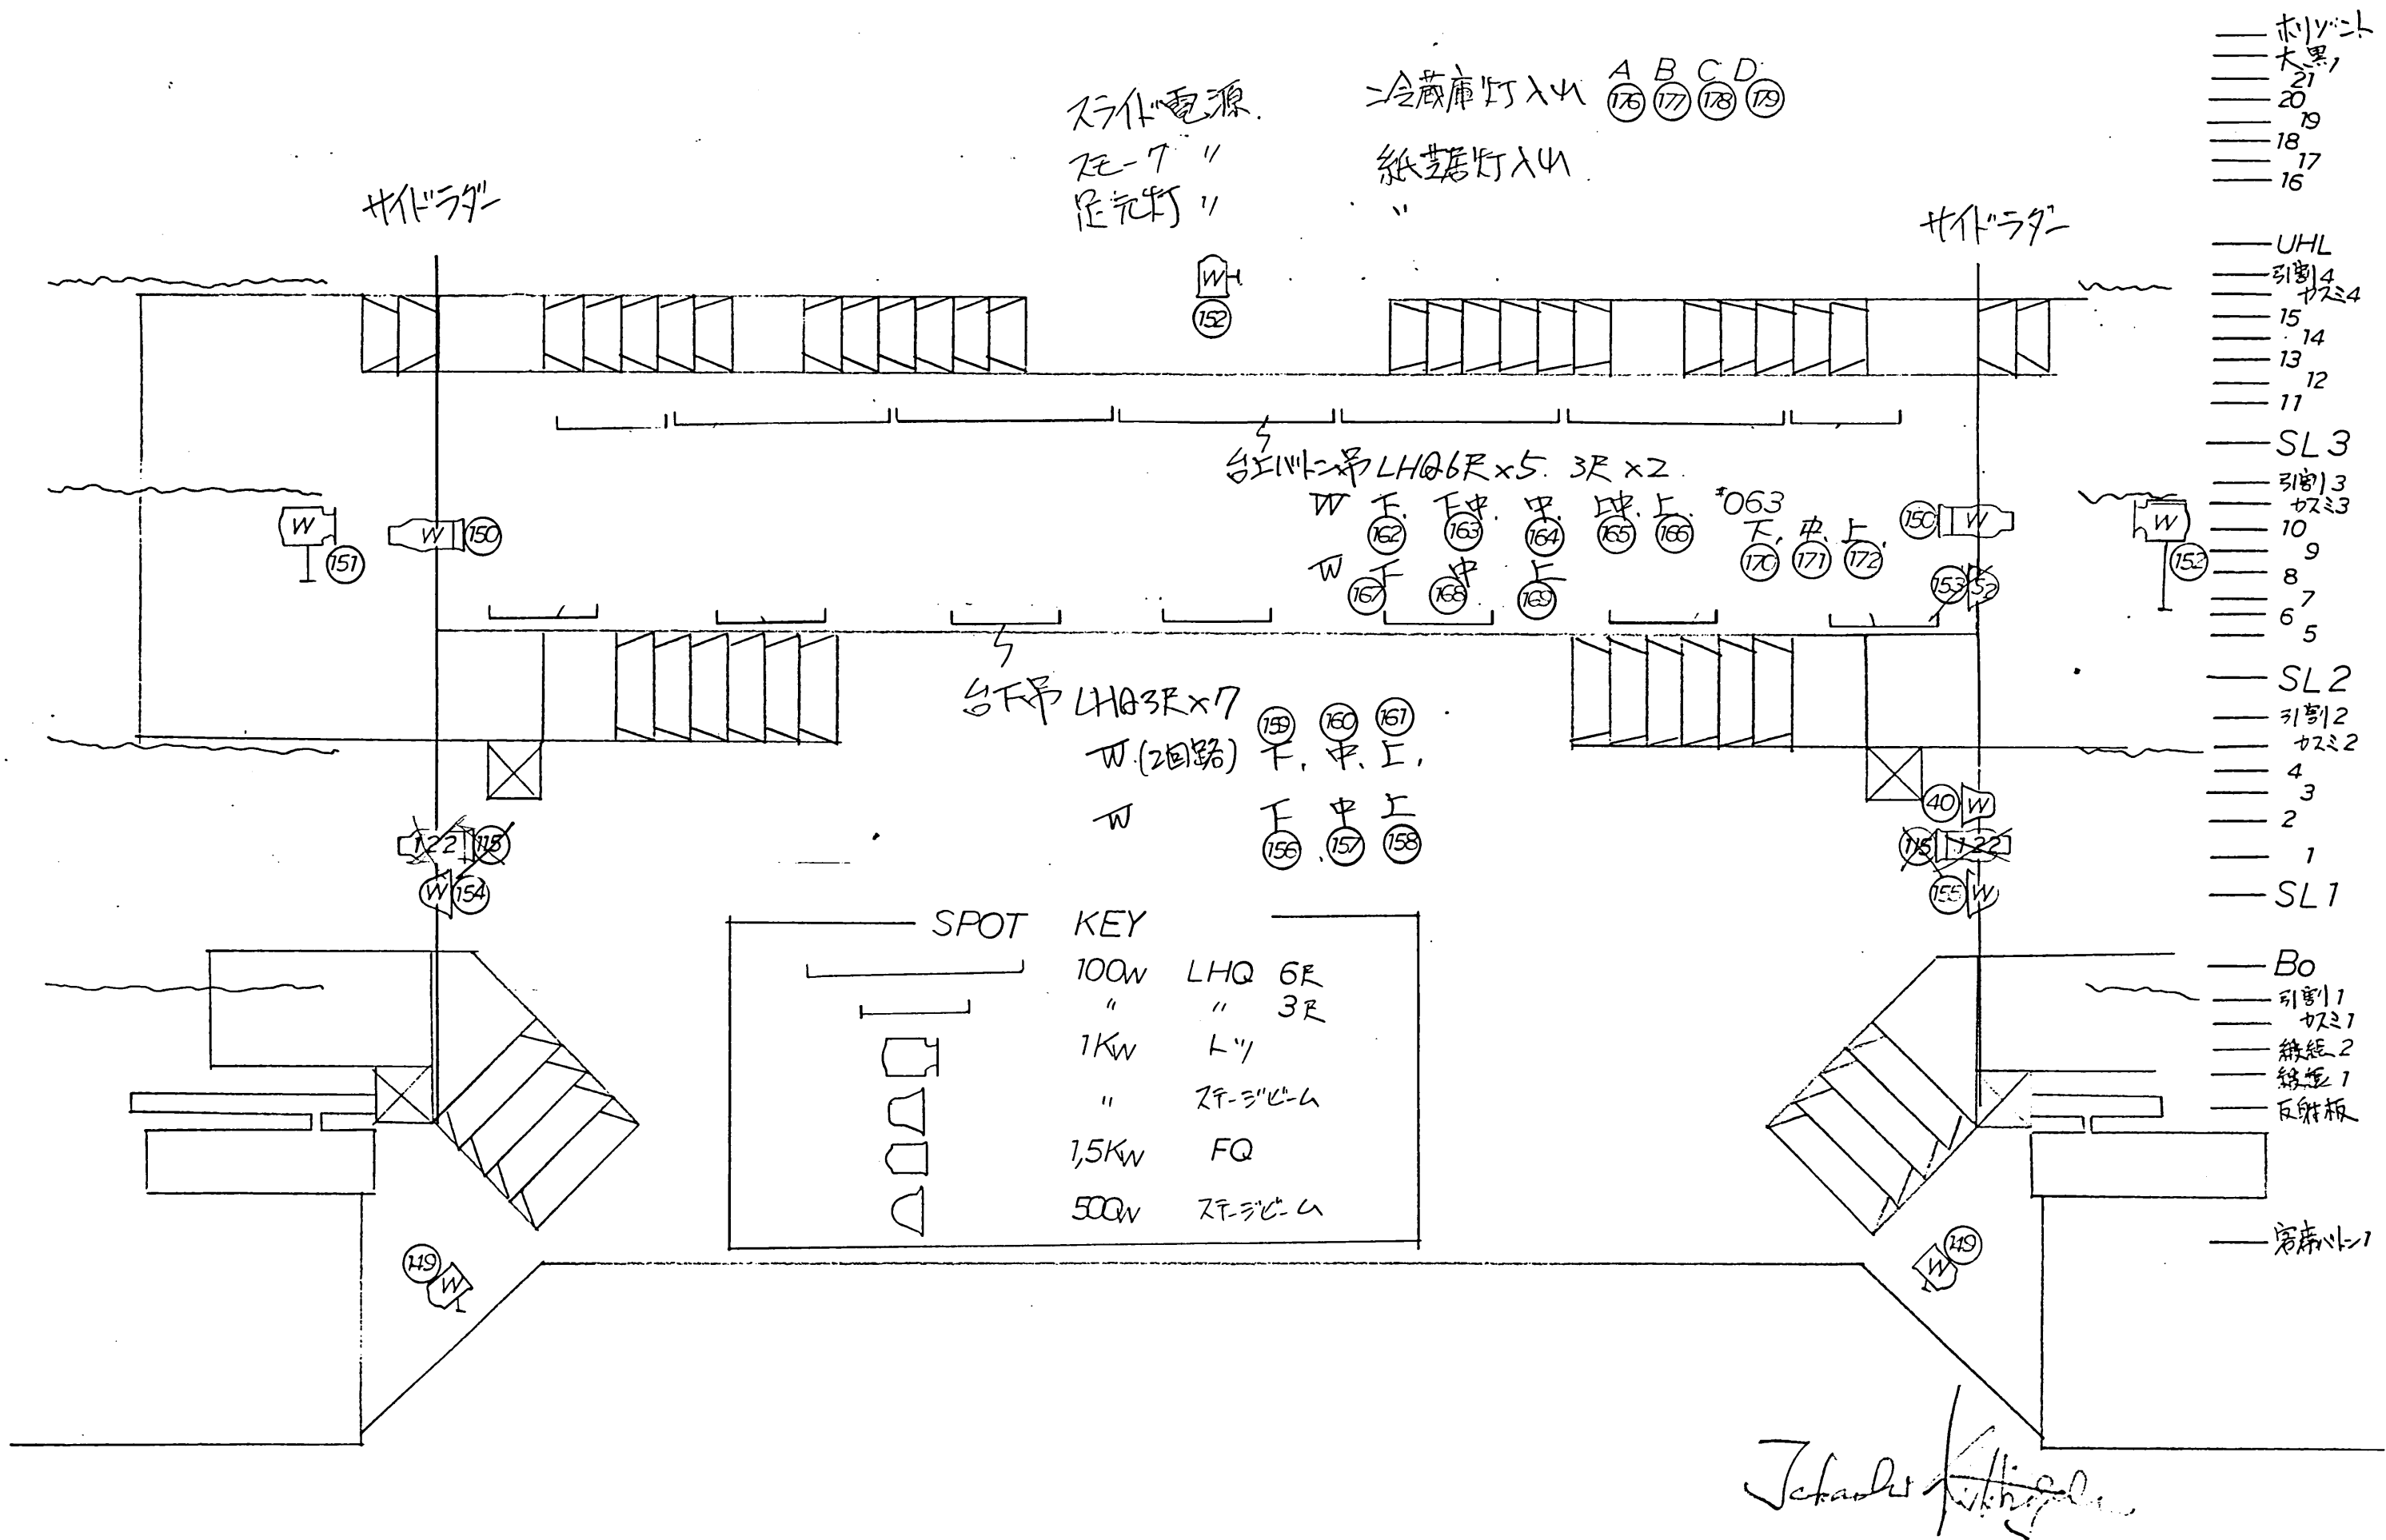 スライド電源.
スモーク 〃
足元灯 〃
冷蔵庫灯入れ A B C D
176 177 178 179
紙芝居灯入れ
〃
サイドラダー
サイドラダー
W
152
台上バトン吊 LHQ6尺×5. 3尺×2
W 下. 下中. 中. 上中. 上. #063
162 163 164 165 166 下. 中. 上.
170 171 172
W 下 中 上
167 168 169
W 151
W 150
150 W
W 152
153 52
台下吊 LHQ3尺×7
159 160 161
W.(2回路) 下. 中. 上.
W 下 中 上
156 157 158
122 115
W 154
40 W
115 122
155 W
SPOT KEY
100W LHQ 6尺
〃 〃 3尺
1KW トツ
〃 ステージビーム
1,5KW FQ
500W ステージビーム
149 W
149 W
ホリゾント
大黒1
21
20
19
18
17
16
UHL
引割4
カスミ4
15
14
13
12
11
SL3
引割3
カスミ3
10
9
8
7
6
5
SL2
引割2
カスミ2
4
3
2
1
SL1
Bo
引割1
カスミ1
緞帳2
緞帳1
反射板
客席バトン1